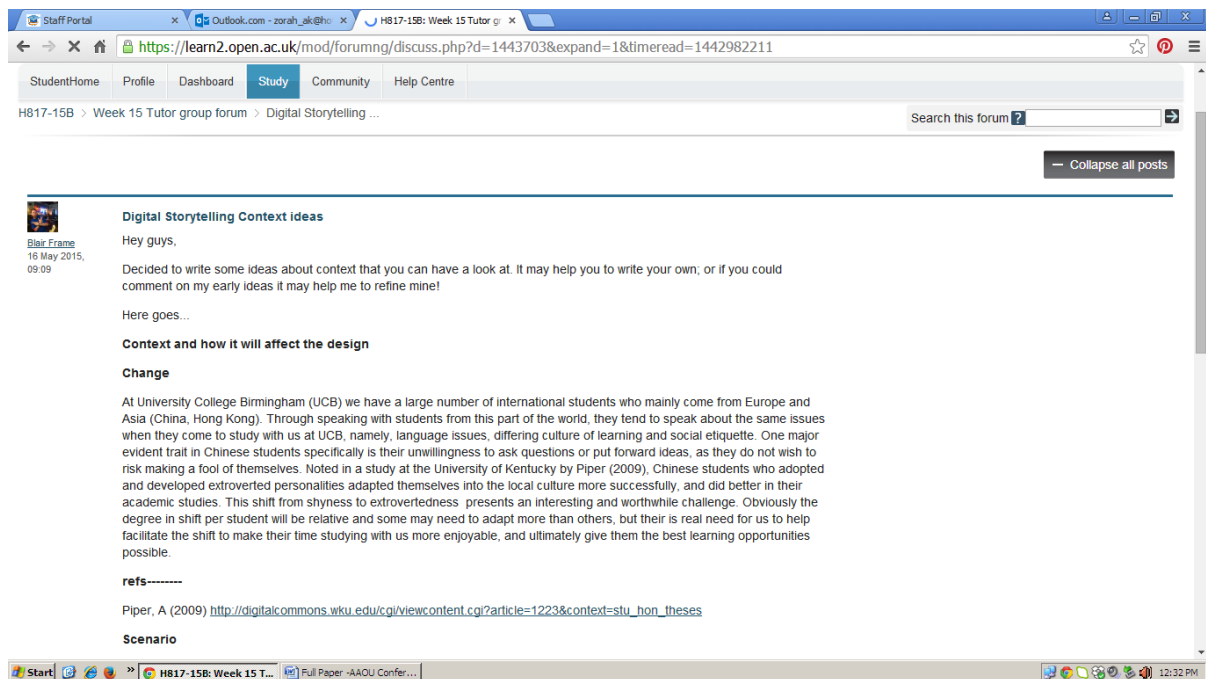 Staff Portal
Outlook.com - zorah_ak@ho
H817-15B: Week 15 Tutor gr
https://learn2.open.ac.uk/mod/forumng/discuss.php?d=1443703&expand=1&timeread=1442982211
StudentHome Profile Dashboard Study Community Help Centre
H817-15B > Week 15 Tutor group forum > Digital Storytelling ...
Search this forum ?
− Collapse all posts
Digital Storytelling Context ideas
Blair Frame
16 May 2015,
09:09
Hey guys,
Decided to write some ideas about context that you can have a look at. It may help you to write your own; or if you could
comment on my early ideas it may help me to refine mine!
Here goes...
Context and how it will affect the design
Change
At University College Birmingham (UCB) we have a large number of international students who mainly come from Europe and
Asia (China, Hong Kong). Through speaking with students from this part of the world, they tend to speak about the same issues
when they come to study with us at UCB, namely, language issues, differing culture of learning and social etiquette. One major
evident trait in Chinese students specifically is their unwillingness to ask questions or put forward ideas, as they do not wish to
risk making a fool of themselves. Noted in a study at the University of Kentucky by Piper (2009), Chinese students who adopted
and developed extroverted personalities adapted themselves into the local culture more successfully, and did better in their
academic studies. This shift from shyness to extrovertedness presents an interesting and worthwhile challenge. Obviously the
degree in shift per student will be relative and some may need to adapt more than others, but their is real need for us to help
facilitate the shift to make their time studying with us more enjoyable, and ultimately give them the best learning opportunities
possible.
refs--------
Piper, A (2009) http://digitalcommons.wku.edu/cgi/viewcontent.cgi?article=1223&context=stu_hon_theses
Scenario
Start
H817-15B: Week 15 T...
Full Paper -AAOU Confer...
12:32 PM